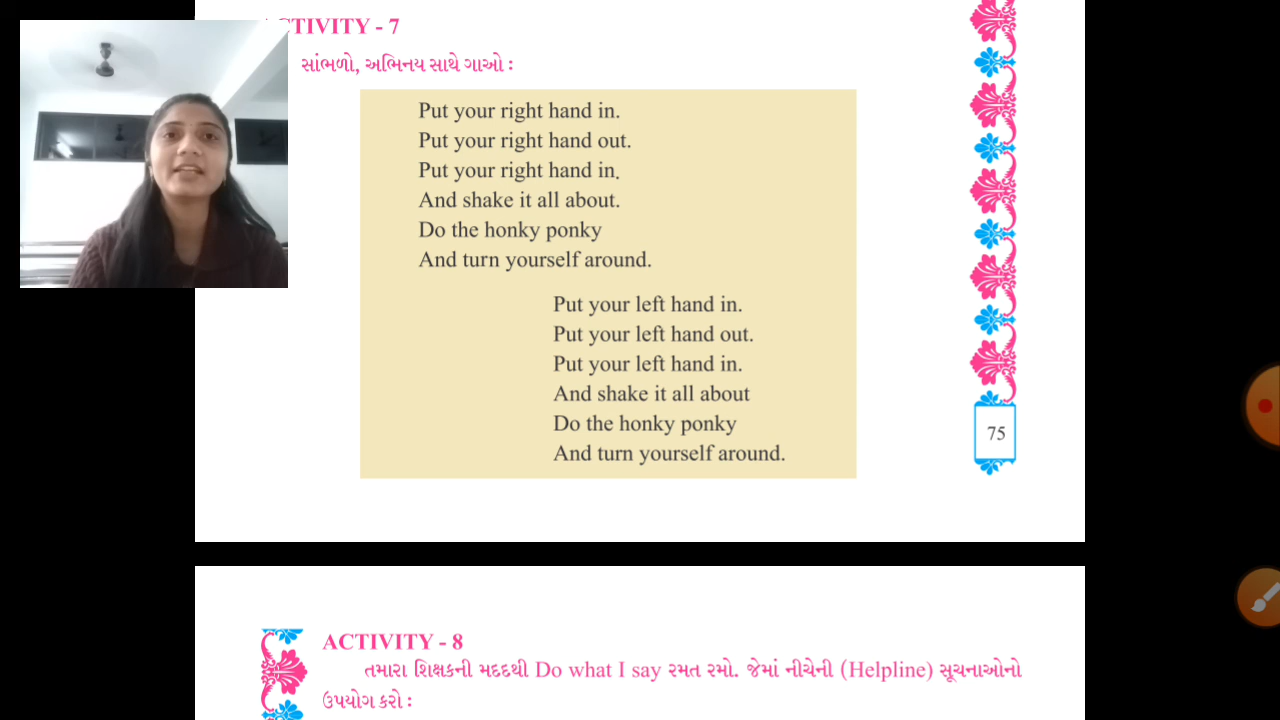 CTIVITY - 7
સાંભળો, અભિનય સાથે ગાઓ :
Put your right hand in.
Put your right hand out.
Put your right hand in.
And shake it all about.
Do the honky ponky
And turn yourself around.
Put your left hand in.
Put your left hand out.
Put your left hand in.
And shake it all about
Do the honky ponky
And turn yourself around.
75
ACTIVITY - 8
તમારા શિક્ષકની મદદથી Do what I say રમત રમો. જેમાં નીચેની (Helpline) સૂચનાઓનો
ઉપયોગ કરો :